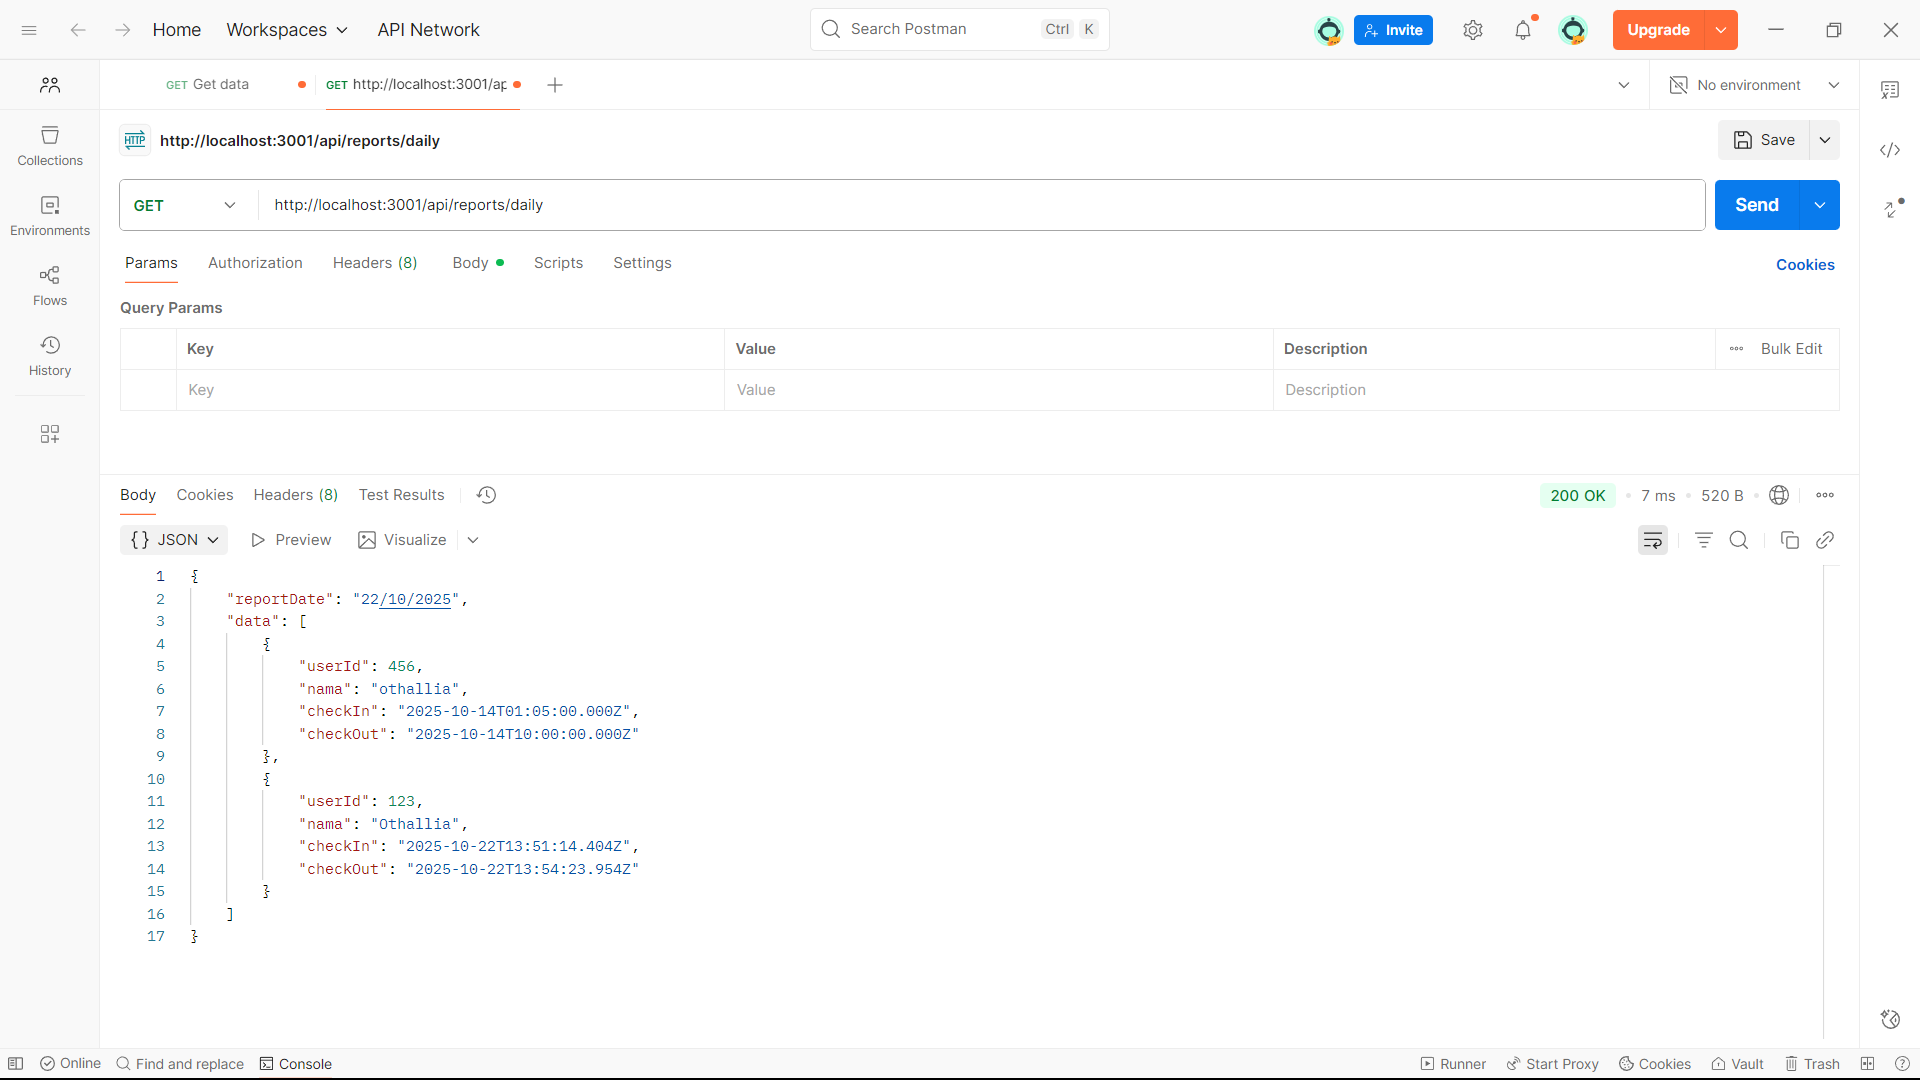 Home Workspaces API Network Search Postman Ctrl K Invite Upgrade
GET Get data GET http://localhost:3001/ap No environment
HTTP http://localhost:3001/api/reports/daily Save
Collections
GET http://localhost:3001/api/reports/daily Send
Environments
Params Authorization Headers (8) Body Scripts Settings Cookies
Flows
Query Params
Key Value Description Bulk Edit
History
Key Value Description
Body Cookies Headers (8) Test Results 200 OK 7 ms 520 B
{} JSON Preview Visualize
1 {
2 "reportDate": "22/10/2025",
3 "data": [
4 {
5 "userId": 456,
6 "nama": "othallia",
7 "checkIn": "2025-10-14T01:05:00.000Z",
8 "checkOut": "2025-10-14T10:00:00.000Z"
9 },
10 {
11 "userId": 123,
12 "nama": "Othallia",
13 "checkIn": "2025-10-22T13:51:14.404Z",
14 "checkOut": "2025-10-22T13:54:23.954Z"
15 }
16 ]
17 }
Online Find and replace Console Runner Start Proxy Cookies Vault Trash